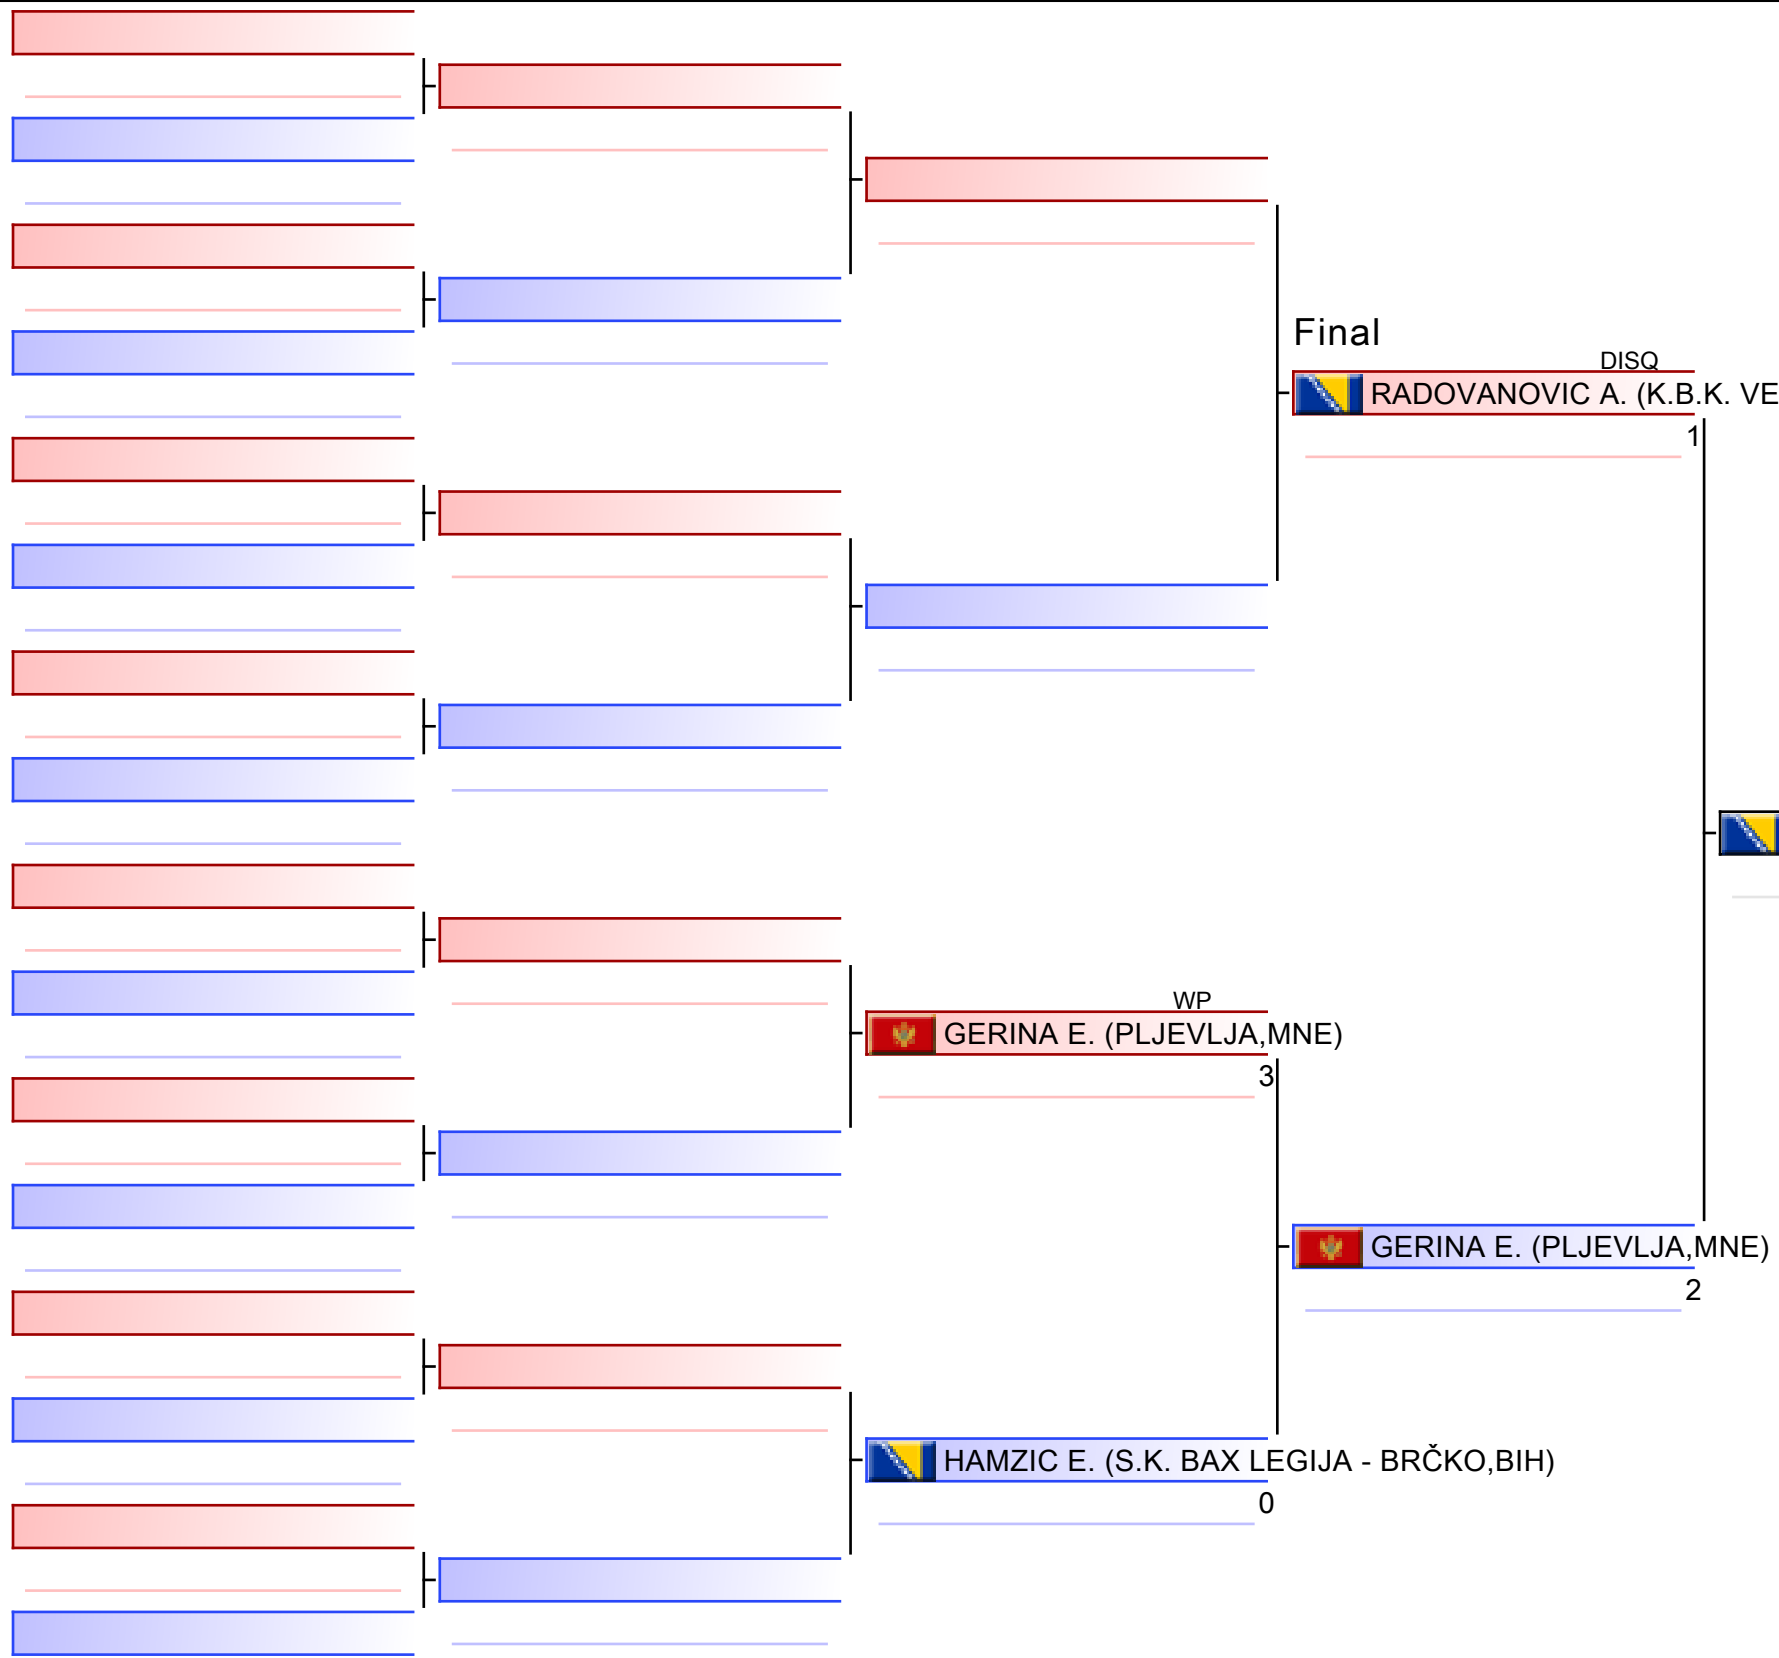 Final
DISQ
RADOVANOVIC A. (K.B.K. VE
1
WP
GERINA E. (PLJEVLJA,MNE)
3
GERINA E. (PLJEVLJA,MNE)
2
HAMZIC E. (S.K. BAX LEGIJA - BRČKO,BIH)
0